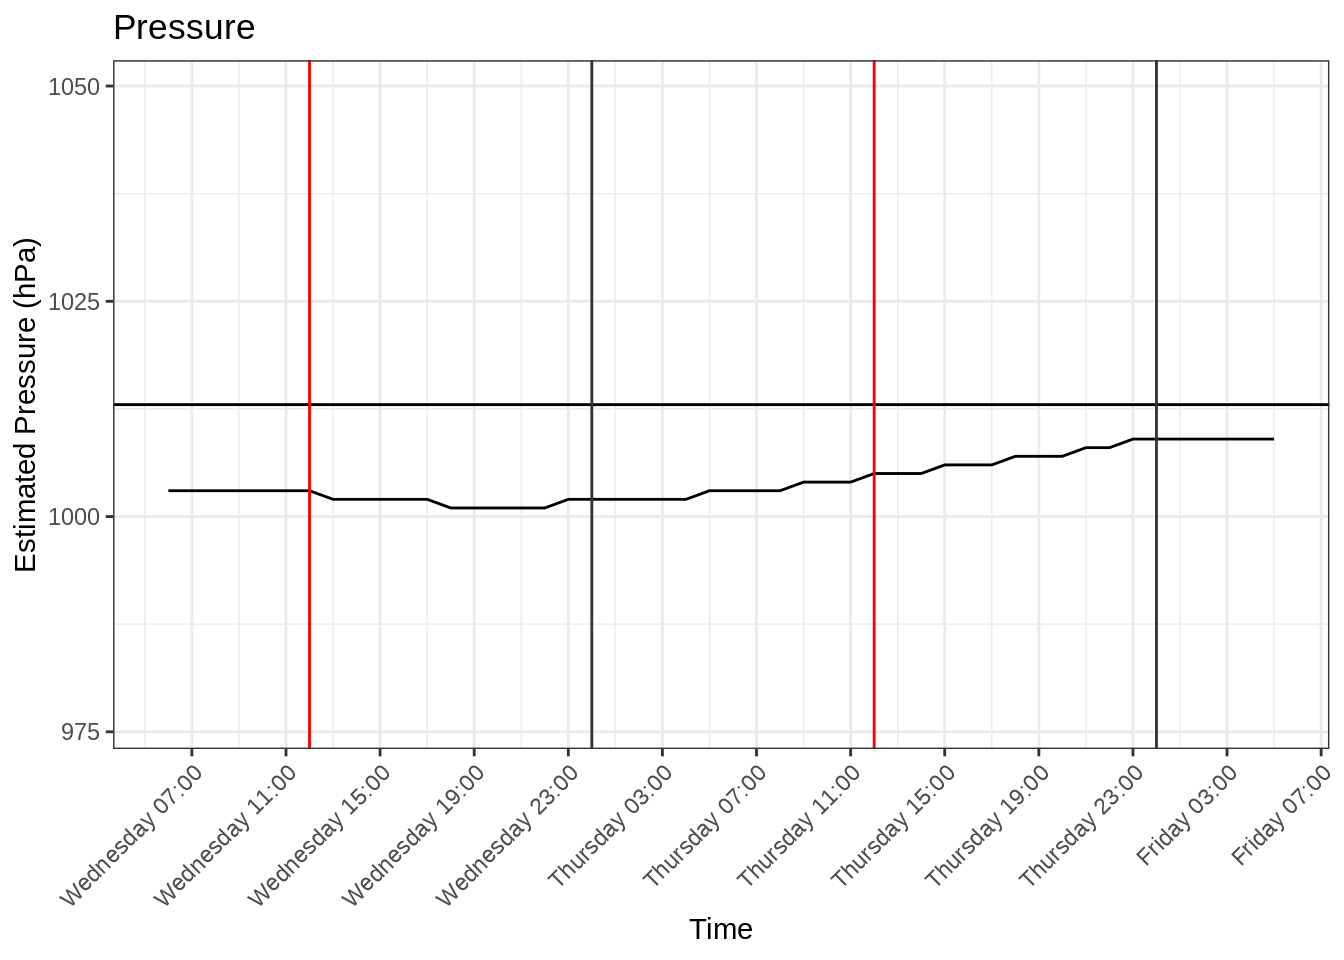 Pressure
Estimated Pressure (hPa)
1050
1025
1000
975
Wednesday 07:00
Wednesday 11:00
Wednesday 15:00
Wednesday 19:00
Wednesday 23:00
Thursday 03:00
Thursday 07:00
Thursday 11:00
Thursday 15:00
Thursday 19:00
Thursday 23:00
Friday 03:00
Friday 07:00
Time